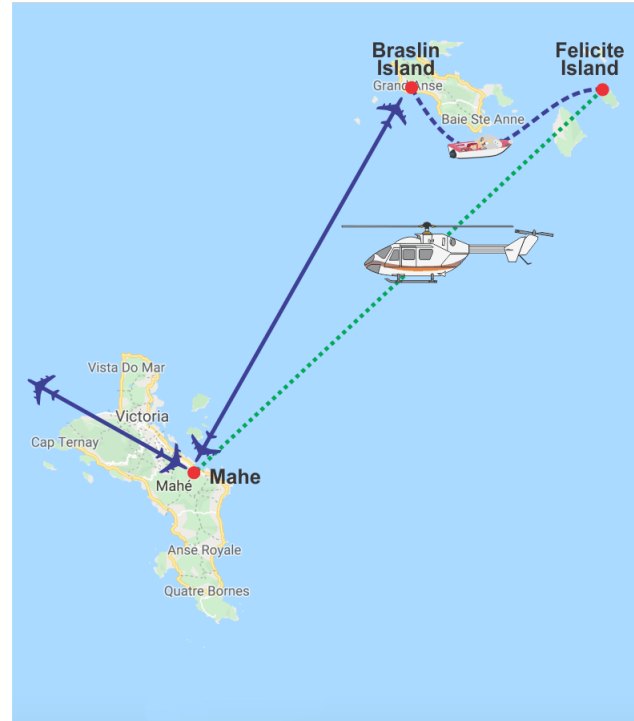 Braslin
Island
Felicite
Island
Grand Anse
Baie Ste Anne
Vista Do Mar
Victoria
Cap Ternay
Mahé
Mahe
Anse Royale
Quatre Bornes